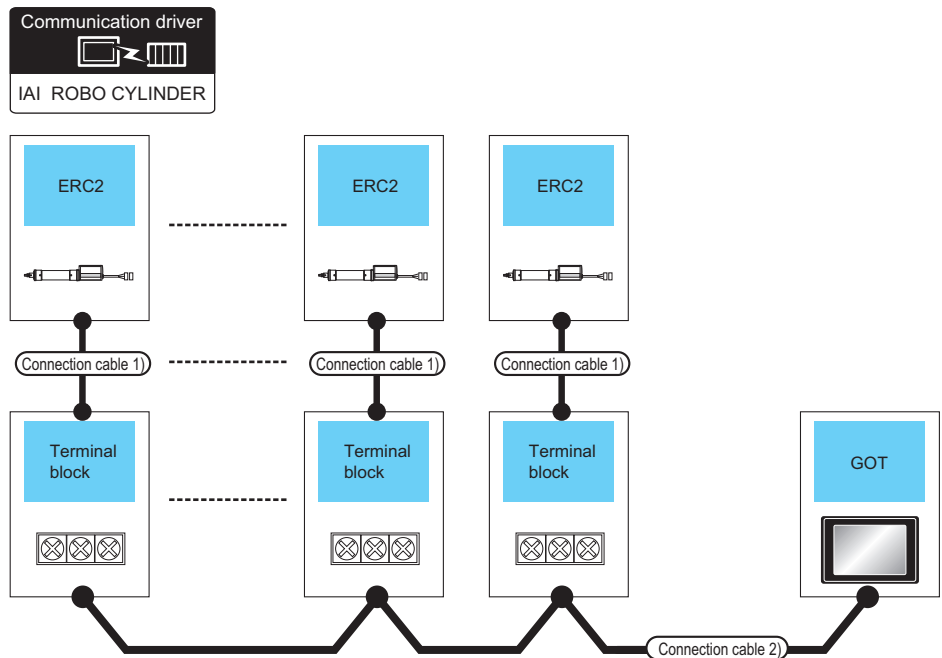 Communication driver
IAI ROBO CYLINDER
ERC2
ERC2
ERC2
Connection cable 1)
Connection cable 1)
Connection cable 1)
Terminal
block
Terminal
block
Terminal
block
GOT
Connection cable 2)